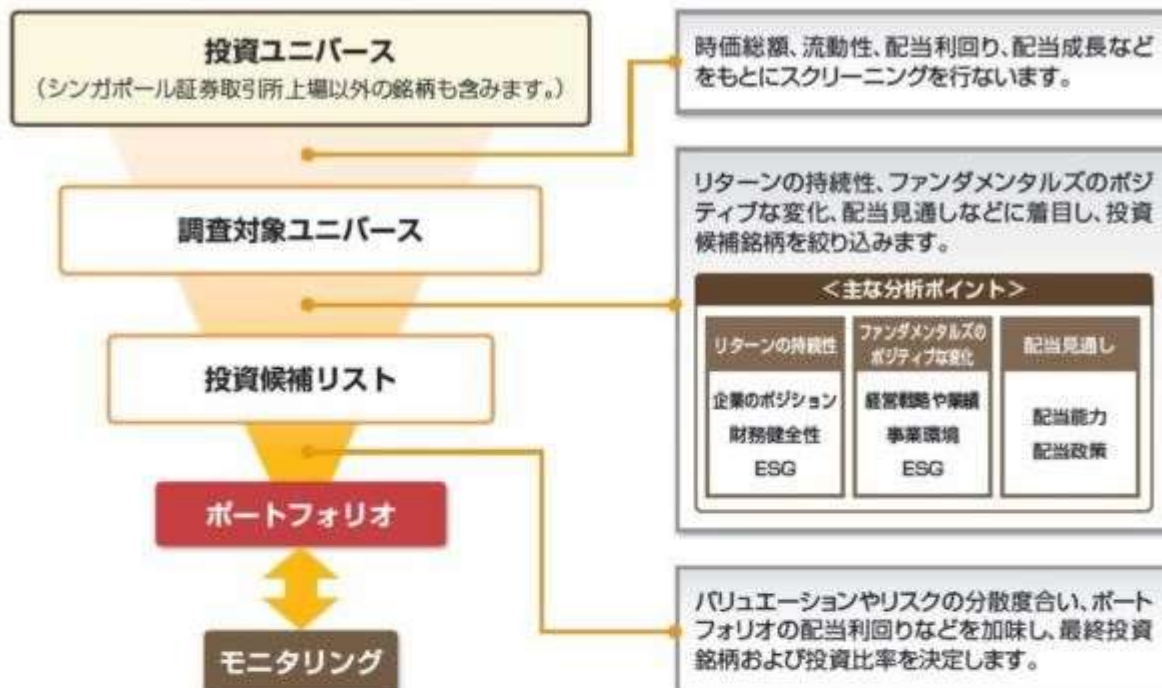 投資ユニバース
（シンガポール証券取引所上場以外の銘柄も含みます。）
時価総額、流動性、配当利回り、配当成長など
をもとにスクリーニングを行ないます。
調査対象ユニバース
リターンの持続性、ファンダメンタルズのポジ
ティブな変化、配当見通しなどに着目し、投資
候補銘柄を絞り込みます。
＜主な分析ポイント＞
リターンの持続性
企業のポジション
財務健全性
ESG
ファンダメンタルズの
ポジティブな変化
経営戦略や業績
事業環境
ESG
配当見通し
配当能力
配当政策
投資候補リスト
ポートフォリオ
バリュエーションやリスクの分散度合い、ポート
フォリオの配当利回りなどを加味し、最終投資
銘柄および投資比率を決定します。
モニタリング